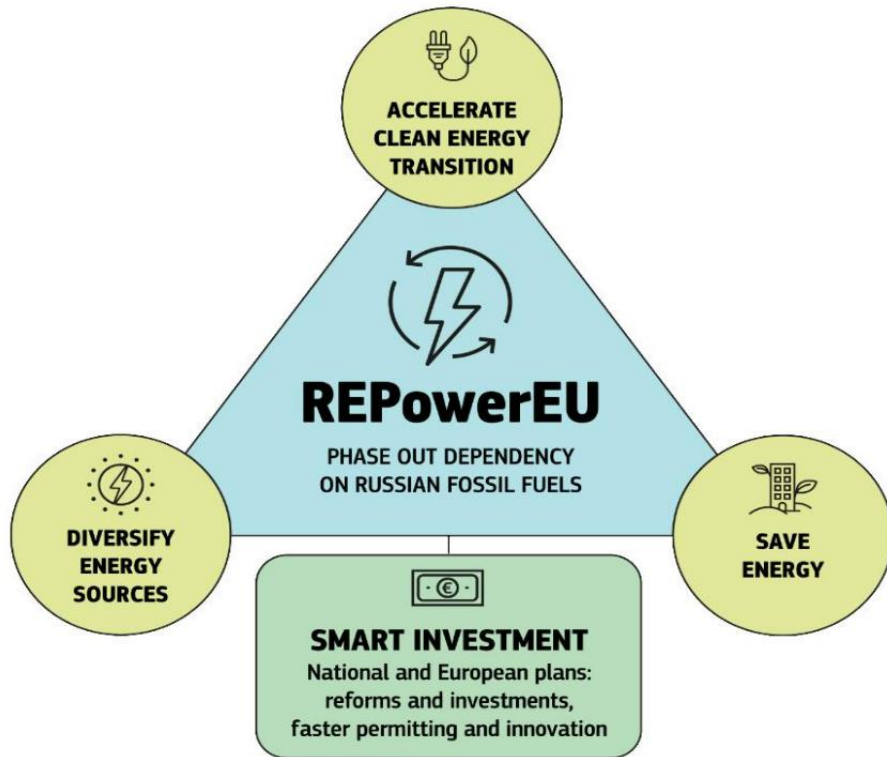 ACCELERATE
CLEAN ENERGY
TRANSITION
REPowerEU
PHASE OUT DEPENDENCY
ON RUSSIAN FOSSIL FUELS
DIVERSIFY
ENERGY
SOURCES
SAVE
ENERGY
€
SMART INVESTMENT
National and European plans:
reforms and investments,
faster permitting and innovation